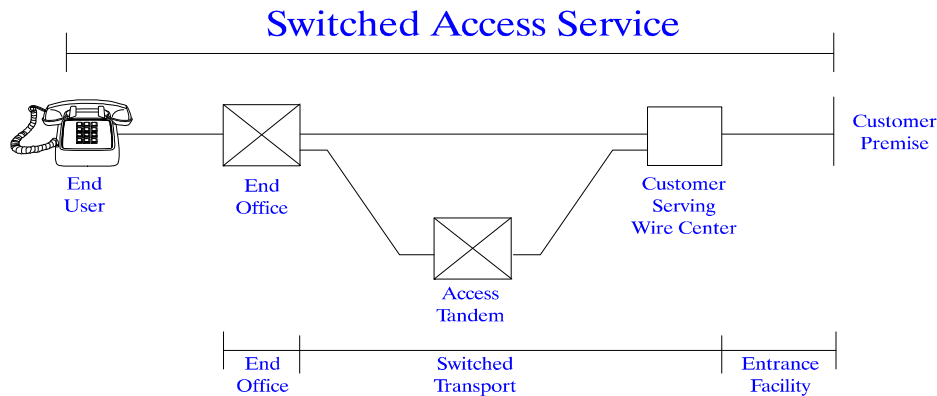 Switched Access Service
Customer
Premise
End
User
End
Office
Customer
Serving
Wire Center
Access
Tandem
End
Office
Switched
Transport
Entrance
Facility